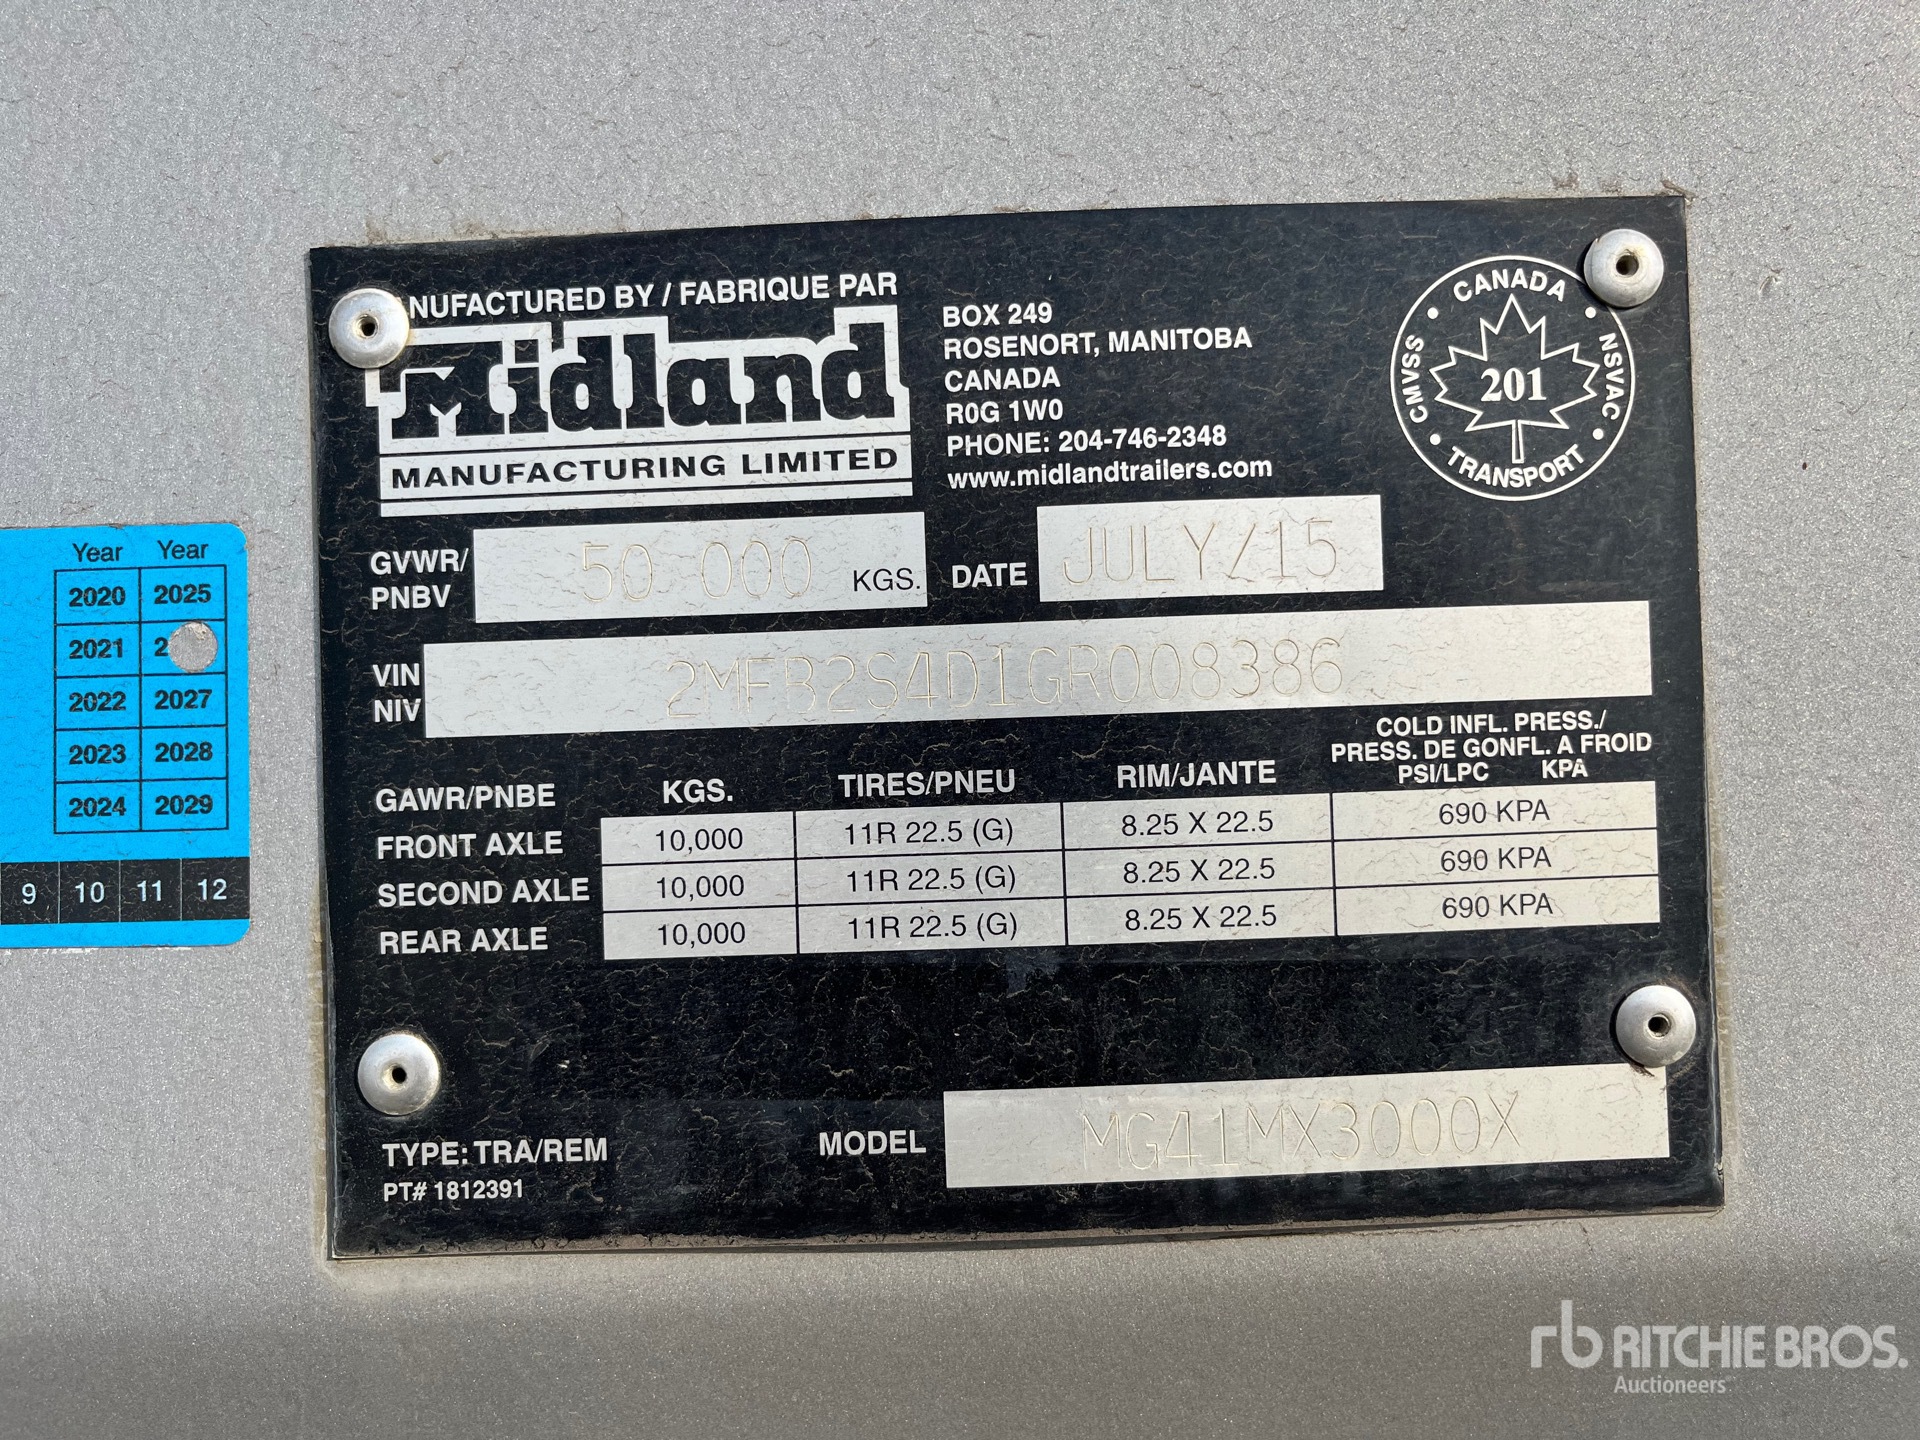 ANUFACTURED BY / FABRIQUE PAR
Midland
MANUFACTURING LIMITED
BOX 249
ROSENORT, MANITOBA
CANADA
R0G 1W0
PHONE: 204-746-2348
www.midlandtrailers.com
CANADA
CMVSS
NSVAC
201
TRANSPORT
GVWR/
PNBV
50 000 KGS.
DATE JULY/15
VIN
NIV
2MFB2S4D1GR008386
GAWR/PNBE KGS. TIRES/PNEU RIM/JANTE
COLD INFL. PRESS./
PRESS. DE GONFL. A FROID
PSI/LPC KPA
FRONT AXLE 10,000 11R 22.5 (G) 8.25 X 22.5 690 KPA
SECOND AXLE 10,000 11R 22.5 (G) 8.25 X 22.5 690 KPA
REAR AXLE 10,000 11R 22.5 (G) 8.25 X 22.5 690 KPA
TYPE: TRA/REM
PT# 1812391
MODEL MG41MX3000X
Year Year
2020 2025
2021 2
2022 2027
2023 2028
2024 2029
9 10 11 12
rb RITCHIE BROS.
Auctioneers